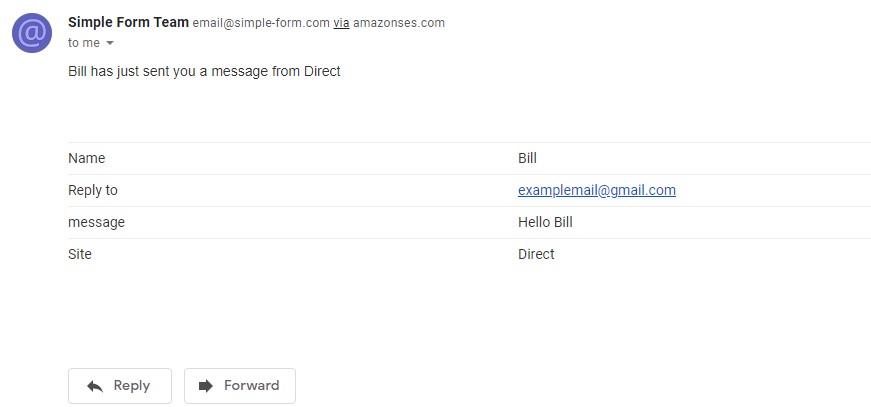 @
Simple Form Team email@simple-form.com via amazonses.com
to me
Bill has just sent you a message from Direct
Name Bill
Reply to examplemail@gmail.com
message Hello Bill
Site Direct
Reply Forward